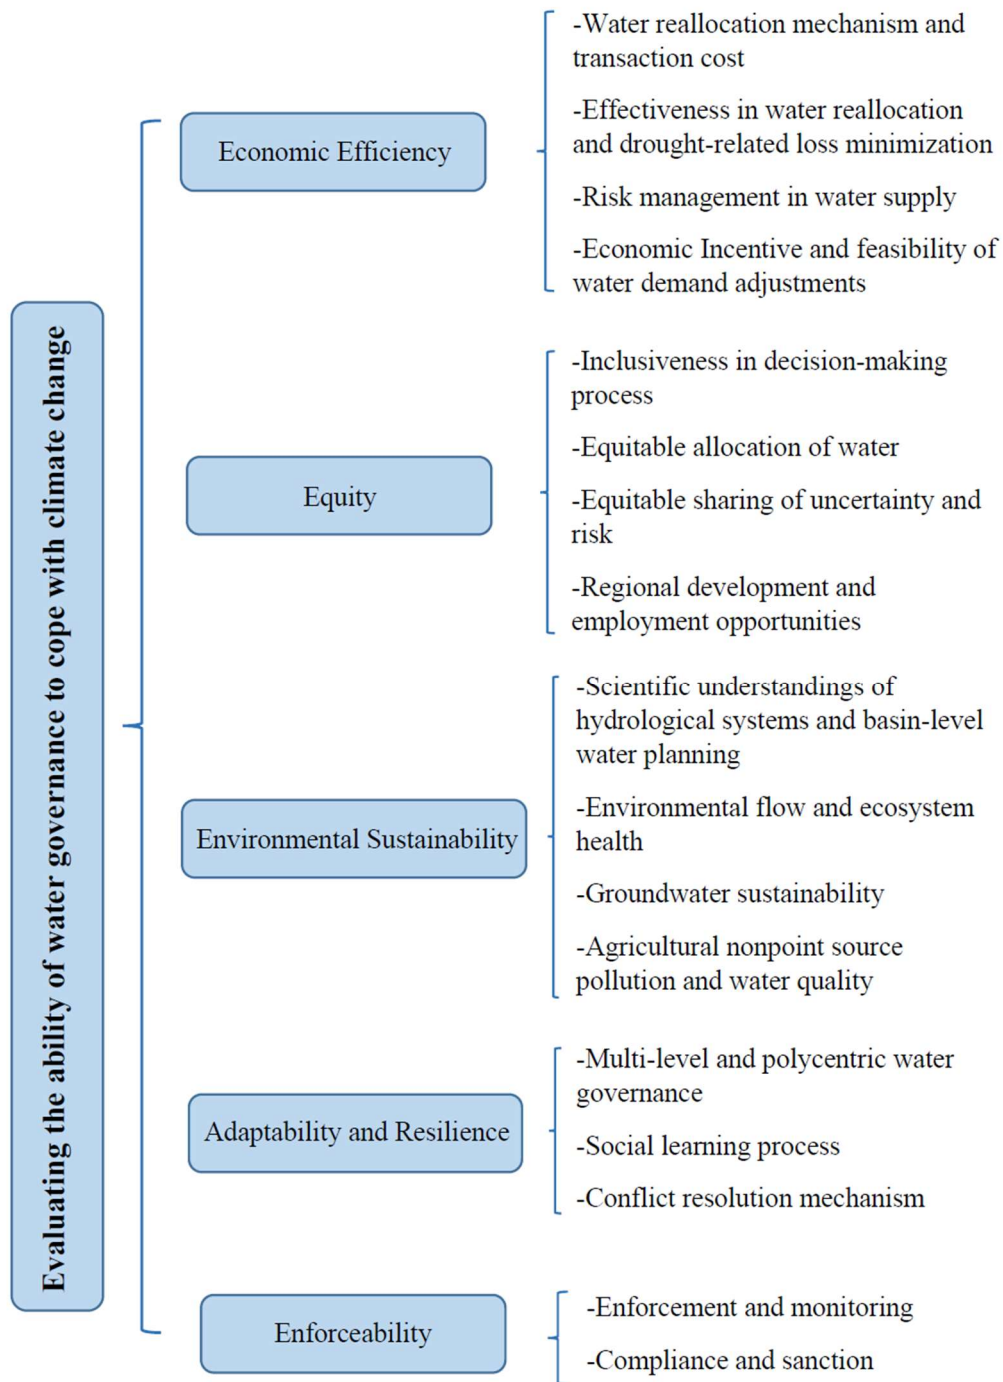 Evaluating the ability of water governance to cope with climate change
Economic Efficiency
-Water reallocation mechanism and
transaction cost
-Effectiveness in water reallocation
and drought-related loss minimization
-Risk management in water supply
-Economic Incentive and feasibility of
water demand adjustments
Equity
-Inclusiveness in decision-making
process
-Equitable allocation of water
-Equitable sharing of uncertainty and
risk
-Regional development and
employment opportunities
Environmental Sustainability
-Scientific understandings of
hydrological systems and basin-level
water planning
-Environmental flow and ecosystem
health
-Groundwater sustainability
-Agricultural nonpoint source
pollution and water quality
Adaptability and Resilience
-Multi-level and polycentric water
governance
-Social learning process
-Conflict resolution mechanism
Enforceability
-Enforcement and monitoring
-Compliance and sanction